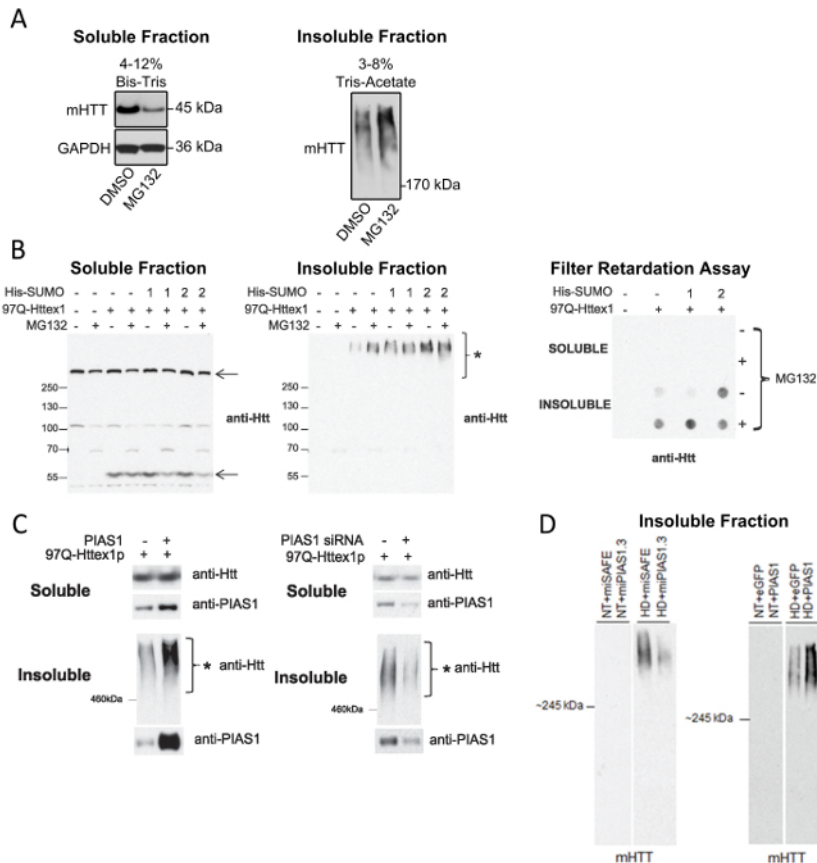 A
Soluble Fraction
4-12%
Bis-Tris
mHTT
45 kDa
GAPDH
36 kDa
DMSO
MG132
Insoluble Fraction
3-8%
Tris-Acetate
mHTT
170 kDa
DMSO
MG132
B
Soluble Fraction
His-SUMO - - - - 1 1 2 2
97Q-Httex1 - - + + + + + +
MG132 - + - + - + - +
250
130
100
70
55
anti-Htt
Insoluble Fraction
His-SUMO - - - - 1 1 2 2
97Q-Httex1 - - + + + + + +
MG132 - + - + - + - +
*
250
130
100
70
55
anti-Htt
Filter Retardation Assay
His-SUMO - - 1 2
97Q-Httex1 - + + +
SOLUBLE
-
+
MG132
INSOLUBLE
-
+
anti-Htt
C
PIAS1 - +
97Q-Httex1p + +
Soluble
anti-Htt
anti-PIAS1
Insoluble
* anti-Htt
460kDa
anti-PIAS1
PIAS1 siRNA - +
97Q-Httex1p + +
Soluble
anti-Htt
anti-PIAS1
Insoluble
* anti-Htt
460kDa
anti-PIAS1
D
Insoluble Fraction
NT+miSAFE
NT+miPIAS1.3
HD+miSAFE
HD+miPIAS1.3
~245 kDa
mHTT
NT+eGFP
NT+PIAS1
HD+eGFP
HD+PIAS1
~245 kDa
mHTT